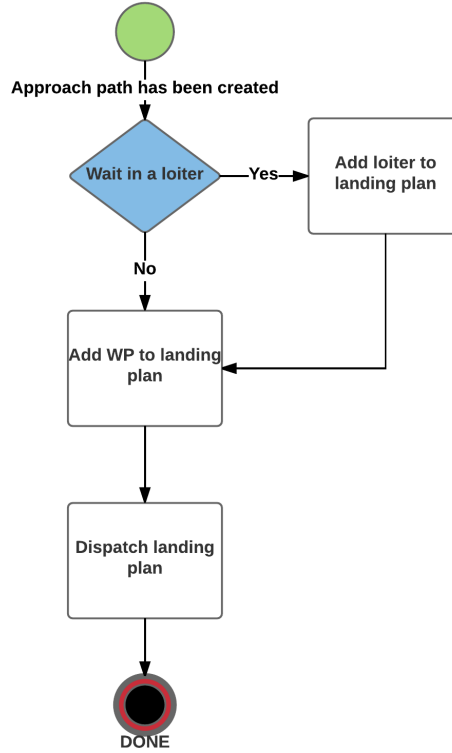 Approach path has been created
Wait in a loiter
Yes
Add loiter to
landing plan
No
Add WP to landing
plan
Dispatch landing
plan
DONE